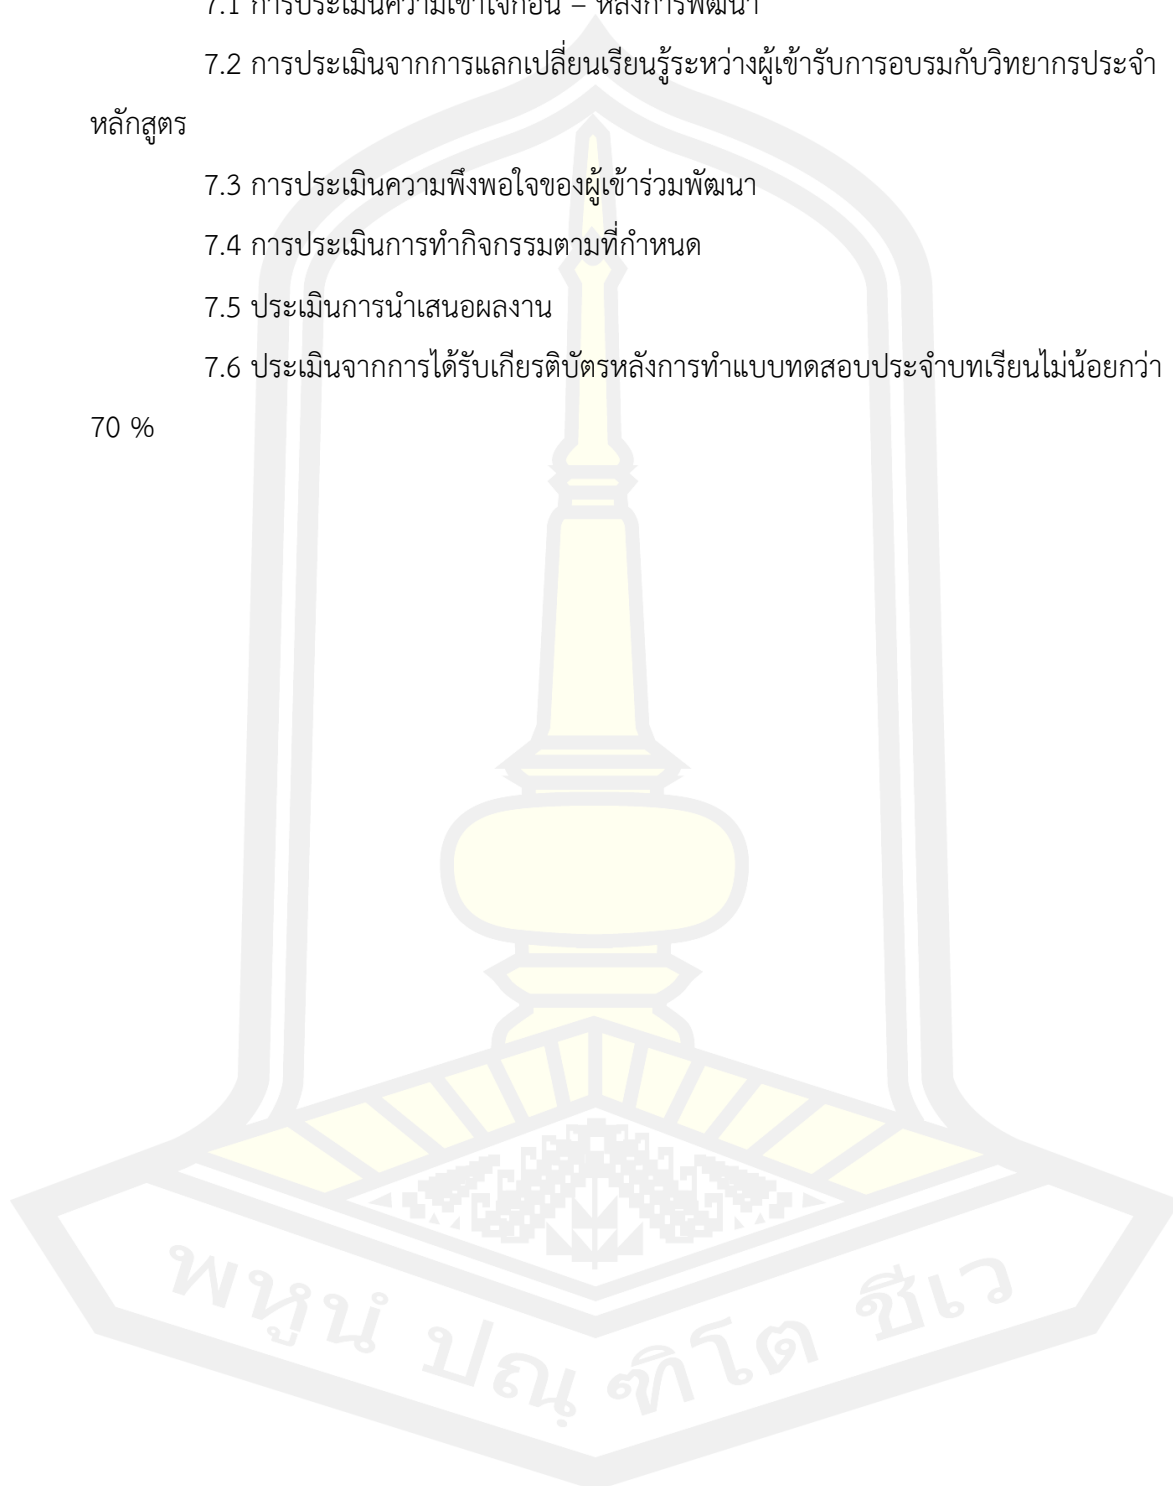 7.1 การประเมินความเข้าใจก่อน – หลังการพัฒนา
7.2 การประเมินจากการแลกเปลี่ยนเรียนรู้ระหว่างผู้เข้ารับการอบรมกับวิทยากรประจำ
หลักสูตร
7.3 การประเมินความพึงพอใจของผู้เข้าร่วมพัฒนา
7.4 การประเมินการทำกิจกรรมตามที่กำหนด
7.5 ประเมินการนำเสนอผลงาน
7.6 ประเมินจากการได้รับเกียรติบัตรหลังการทำแบบทดสอบประจำบทเรียนไม่น้อยกว่า
70 %
พหูนํ ปณฺฑิโต ชีเว